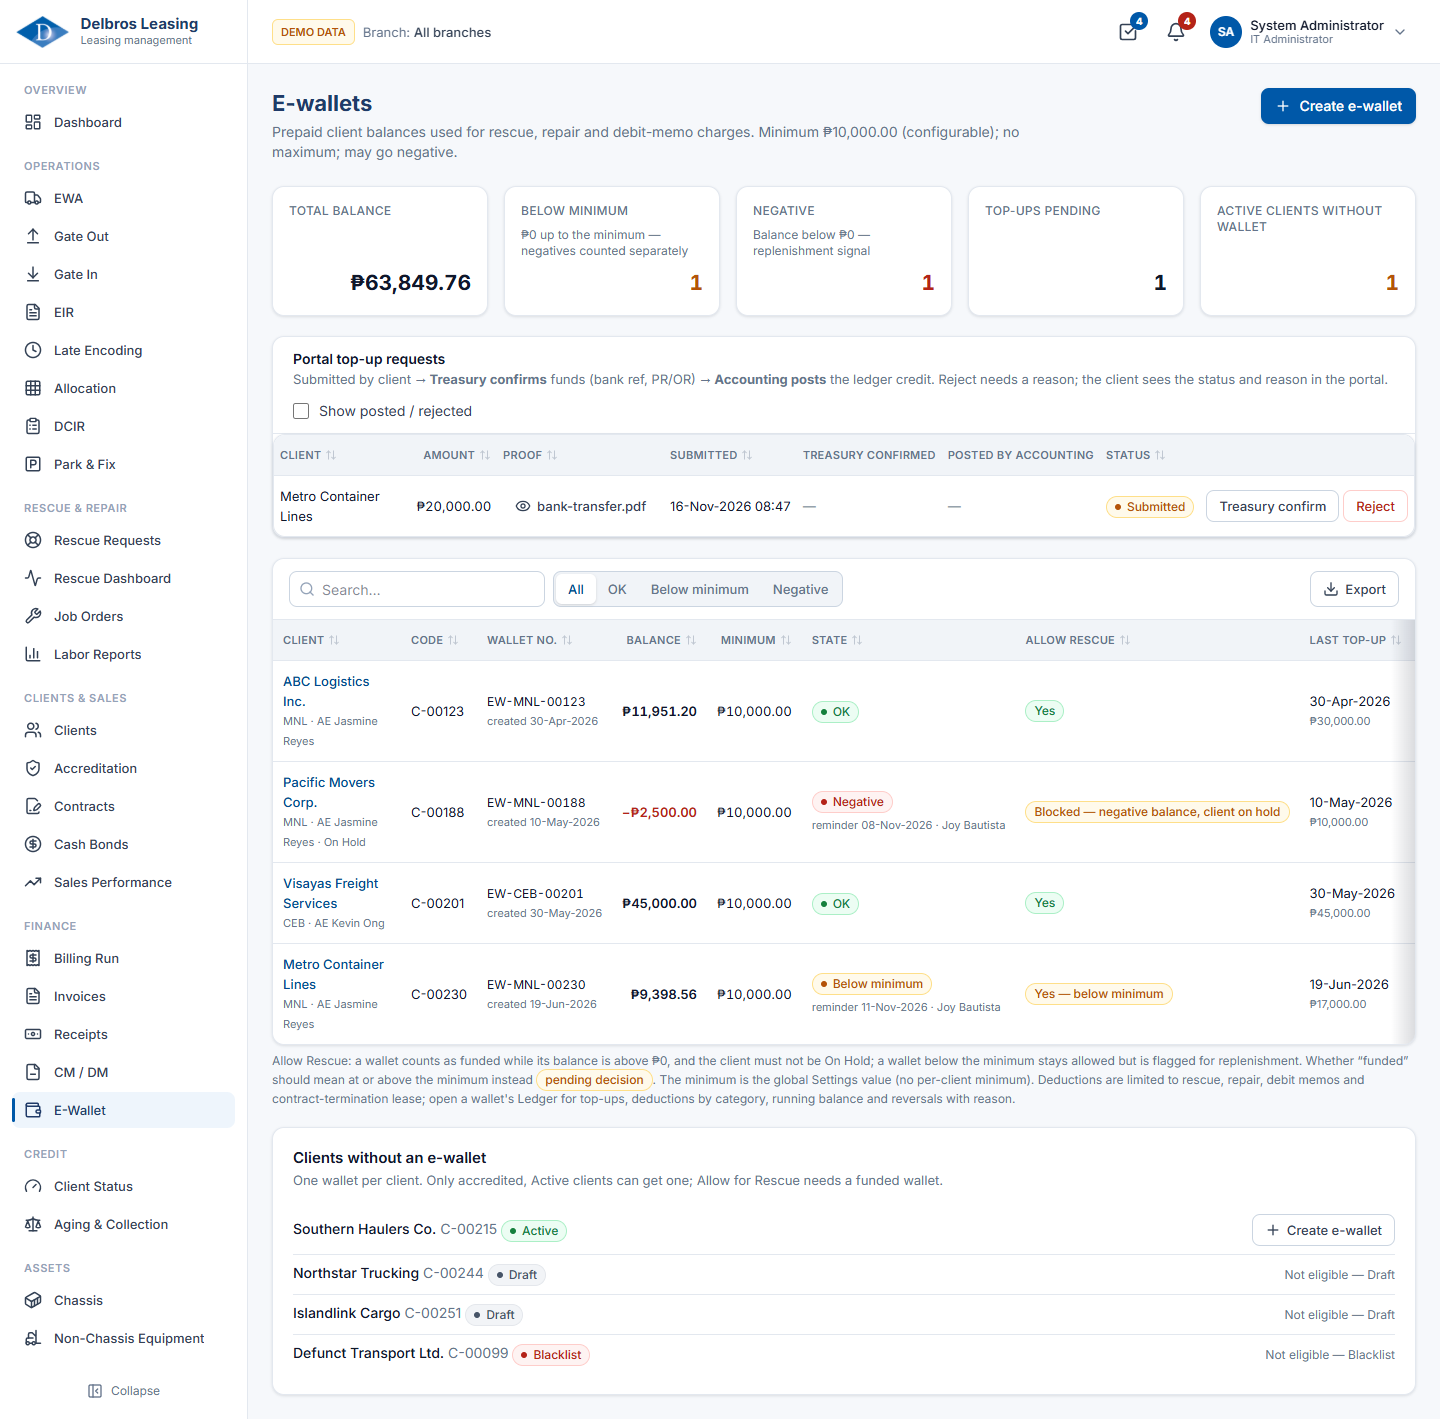 Delbros Leasing
Leasing management
DEMO DATA
Branch: All branches
4
4
SA
System Administrator
IT Administrator
OVERVIEW
Dashboard
OPERATIONS
EWA
Gate Out
Gate In
EIR
Late Encoding
Allocation
DCIR
Park & Fix
RESCUE & REPAIR
Rescue Requests
Rescue Dashboard
Job Orders
Labor Reports
CLIENTS & SALES
Clients
Accreditation
Contracts
Cash Bonds
Sales Performance
FINANCE
Billing Run
Invoices
Receipts
CM / DM
E-Wallet
CREDIT
Client Status
Aging & Collection
ASSETS
Chassis
Non-Chassis Equipment
Collapse
E-wallets
Prepaid client balances used for rescue, repair and debit-memo charges. Minimum ₱10,000.00 (configurable); no
maximum; may go negative.
Create e-wallet
TOTAL BALANCE
₱63,849.76
BELOW MINIMUM
₱0 up to the minimum —
negatives counted separately
1
NEGATIVE
Balance below ₱0 —
replenishment signal
1
TOP-UPS PENDING
1
ACTIVE CLIENTS WITHOUT
WALLET
1
Portal top-up requests
Submitted by client → Treasury confirms funds (bank ref, PR/OR) → Accounting posts the ledger credit. Reject needs a reason; the client sees the status and reason in the portal.
Show posted / rejected
CLIENT AMOUNT PROOF SUBMITTED TREASURY CONFIRMED POSTED BY ACCOUNTING STATUS
Metro Container
Lines
₱20,000.00 bank-transfer.pdf 16-Nov-2026 08:47 — — Submitted Treasury confirm Reject
Search...
All OK Below minimum Negative
Export
CLIENT CODE WALLET NO. BALANCE MINIMUM STATE ALLOW RESCUE LAST TOP-UP
ABC Logistics
Inc.
MNL · AE Jasmine
Reyes
C-00123
EW-MNL-00123
created 30-Apr-2026
₱11,951.20 ₱10,000.00 OK Yes
30-Apr-2026
₱30,000.00
Pacific Movers
Corp.
MNL · AE Jasmine
Reyes · On Hold
C-00188
EW-MNL-00188
created 10-May-2026
−₱2,500.00 ₱10,000.00
Negative
reminder 08-Nov-2026 · Joy Bautista
Blocked — negative balance, client on hold
10-May-2026
₱10,000.00
Visayas Freight
Services
CEB · AE Kevin Ong
C-00201
EW-CEB-00201
created 30-May-2026
₱45,000.00 ₱10,000.00 OK Yes
30-May-2026
₱45,000.00
Metro Container
Lines
MNL · AE Jasmine
Reyes
C-00230
EW-MNL-00230
created 19-Jun-2026
₱9,398.56 ₱10,000.00
Below minimum
reminder 11-Nov-2026 · Joy Bautista
Yes — below minimum
19-Jun-2026
₱17,000.00
Allow Rescue: a wallet counts as funded while its balance is above ₱0, and the client must not be On Hold; a wallet below the minimum stays allowed but is flagged for replenishment. Whether “funded”
should mean at or above the minimum instead pending decision . The minimum is the global Settings value (no per-client minimum). Deductions are limited to rescue, repair, debit memos and
contract-termination lease; open a wallet's Ledger for top-ups, deductions by category, running balance and reversals with reason.
Clients without an e-wallet
One wallet per client. Only accredited, Active clients can get one; Allow for Rescue needs a funded wallet.
Southern Haulers Co. C-00215 Active
Create e-wallet
Northstar Trucking C-00244 Draft
Not eligible — Draft
Islandlink Cargo C-00251 Draft
Not eligible — Draft
Defunct Transport Ltd. C-00099 Blacklist
Not eligible — Blacklist